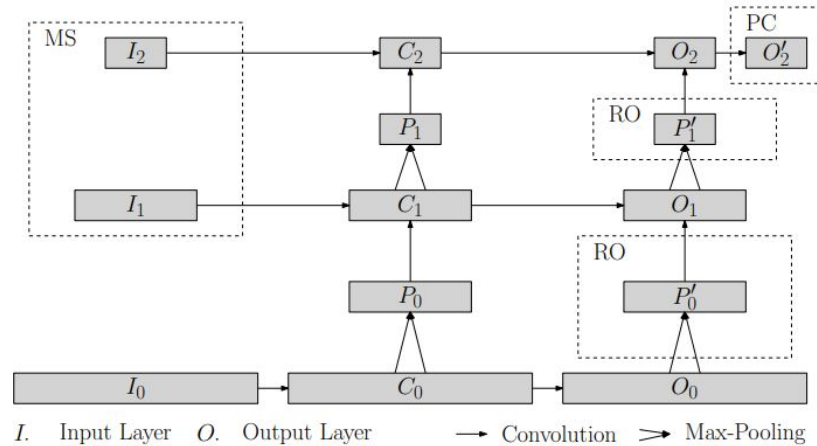 MS
PC
I₂ C₂ O₂ O′₂
RO
P₁ P′₁
I₁ C₁ O₁
RO
P₀ P′₀
I₀ C₀ O₀
I. Input Layer O. Output Layer Convolution Max-Pooling